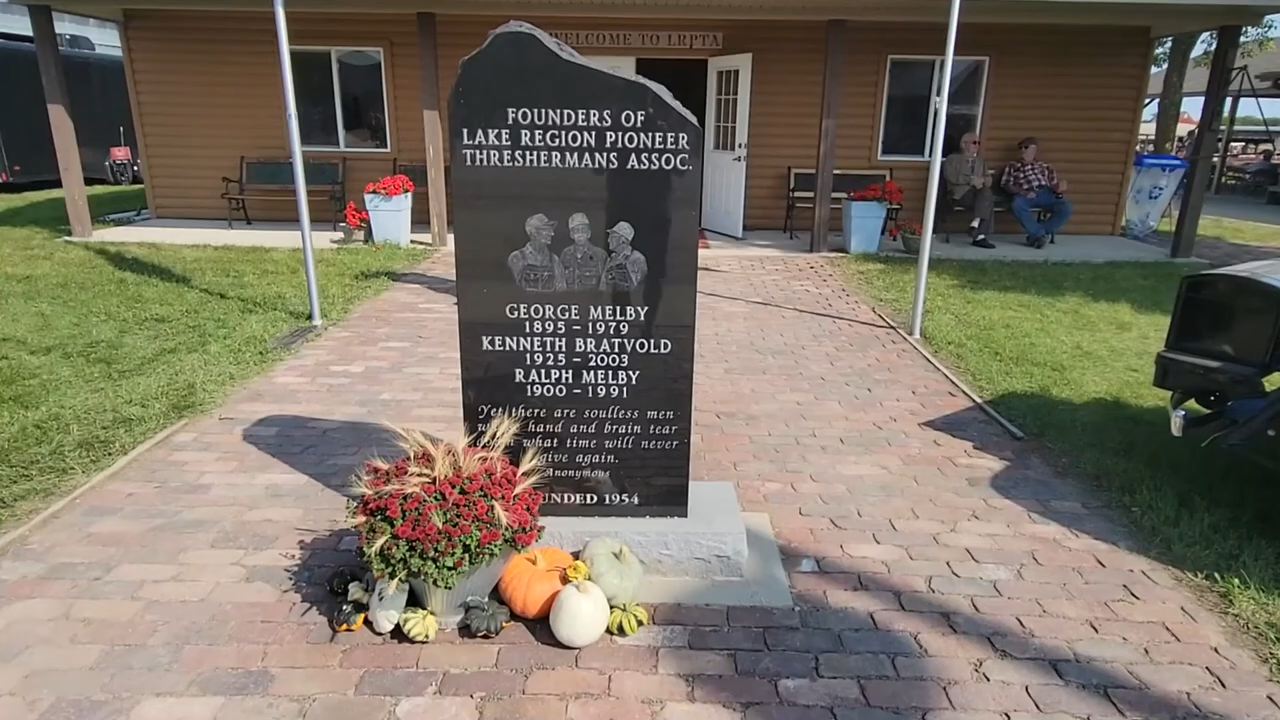 WELCOME TO LRPTA
FOUNDERS OF
LAKE REGION PIONEER
THRESHERMANS ASSOC.
GEORGE MELBY
1895 – 1979
KENNETH BRATVOLD
1925 – 2003
RALPH MELBY
1900 – 1991
Yet there are soulless men
hand and brain tear
what time will never
give again.
Anonymous
1954